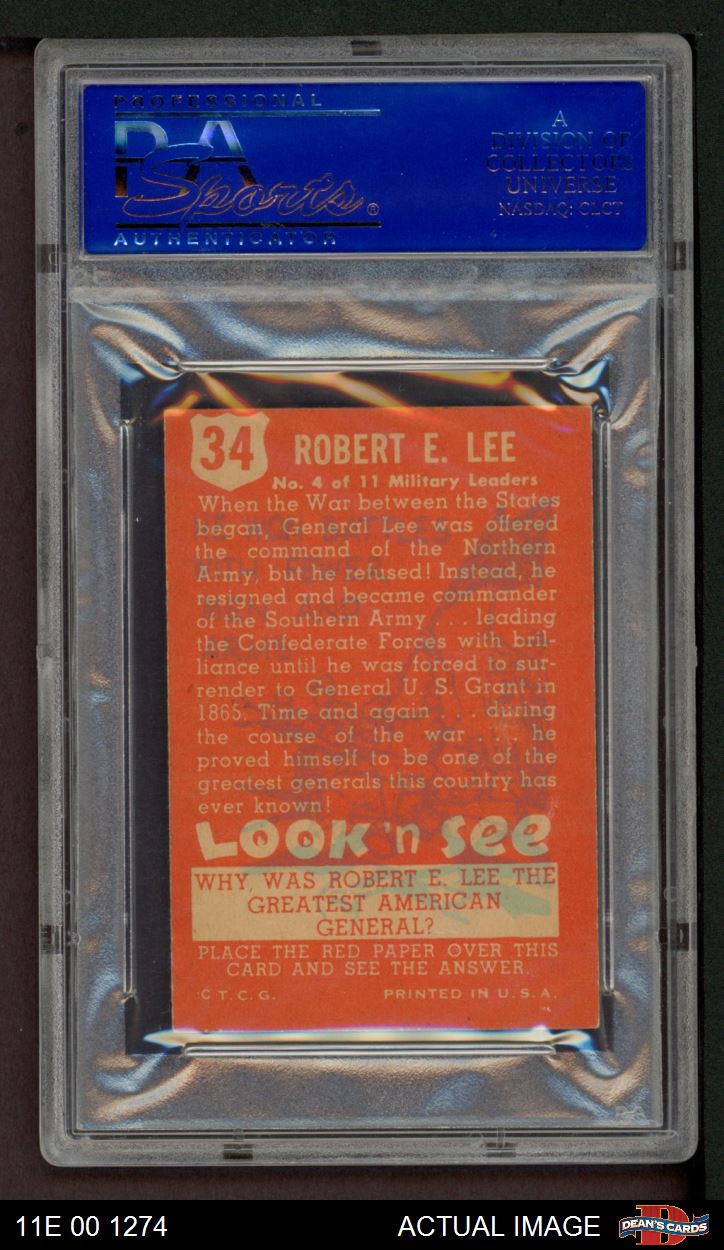 PROFESSIONAL
PSA
Sports®
AUTHENTICATOR
A
DIVISION OF
COLLECTORS
UNIVERSE
NASDAQ: CLCT
34
ROBERT E. LEE
No. 4 of 11 Military Leaders
When the War between the States
began, General Lee was offered
the command of the Northern
Army, but he refused! Instead, he
resigned and became commander
of the Southern Army . . . leading
the Confederate Forces with bril-
liance until he was forced to sur-
render to General U. S. Grant in
1865. Time and again . . . during
the course of the war . . . he
proved himself to be one of the
greatest generals this country has
ever known!
LOOK 'n See
WHY WAS ROBERT E. LEE THE
GREATEST AMERICAN
GENERAL?
PLACE THE RED PAPER OVER THIS
CARD AND SEE THE ANSWER.
© T. C. G. PRINTED IN U. S. A.
PSA
11E 00 1274
ACTUAL IMAGE
DEAN'S CARDS